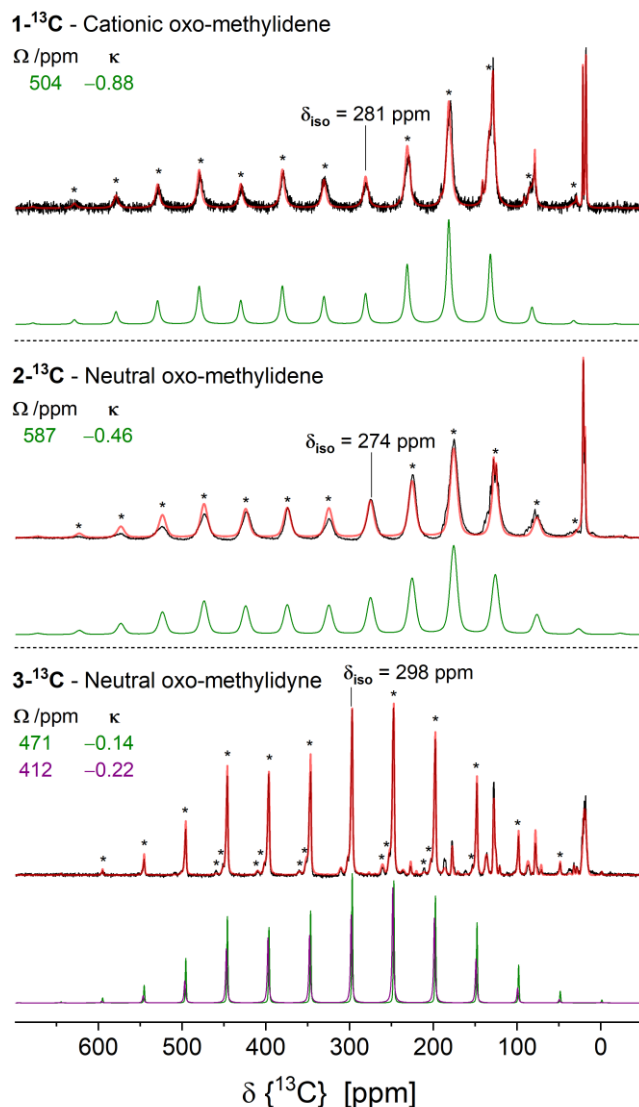 1-¹³C - Cationic oxo-methylidene
Ω /ppm κ
504 −0.88
δiso = 281 ppm
* * * * * * * * * * * *
2-¹³C - Neutral oxo-methylidene
Ω /ppm κ
587 −0.46
δiso = 274 ppm
* * * * * * * * * * * *
3-¹³C - Neutral oxo-methylidyne
δiso = 298 ppm
Ω /ppm κ
471 −0.14
412 −0.22
* * * * * * * * * * * * * * * * * *
600 500 400 300 200 100 0
δ {¹³C} [ppm]